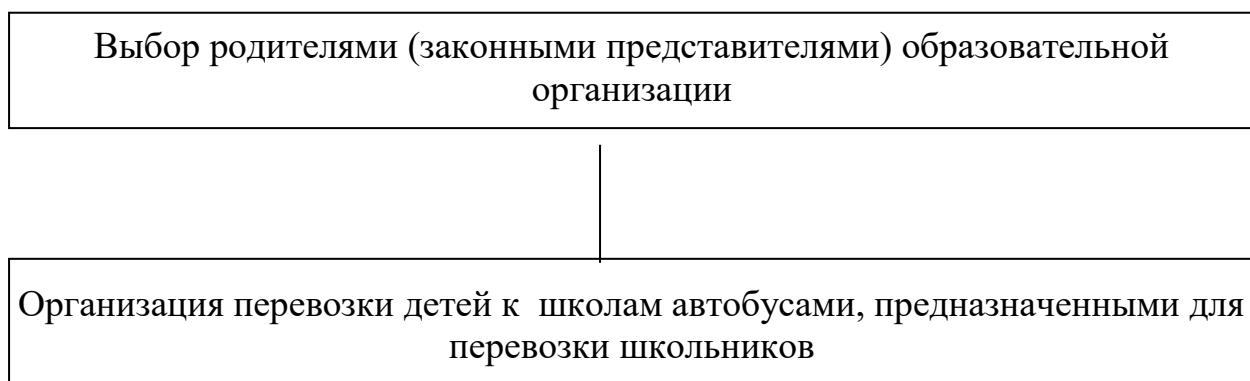 Выбор родителями (законными представителями) образовательной
организации
Организация перевозки детей к школам автобусами, предназначенными для
перевозки школьников